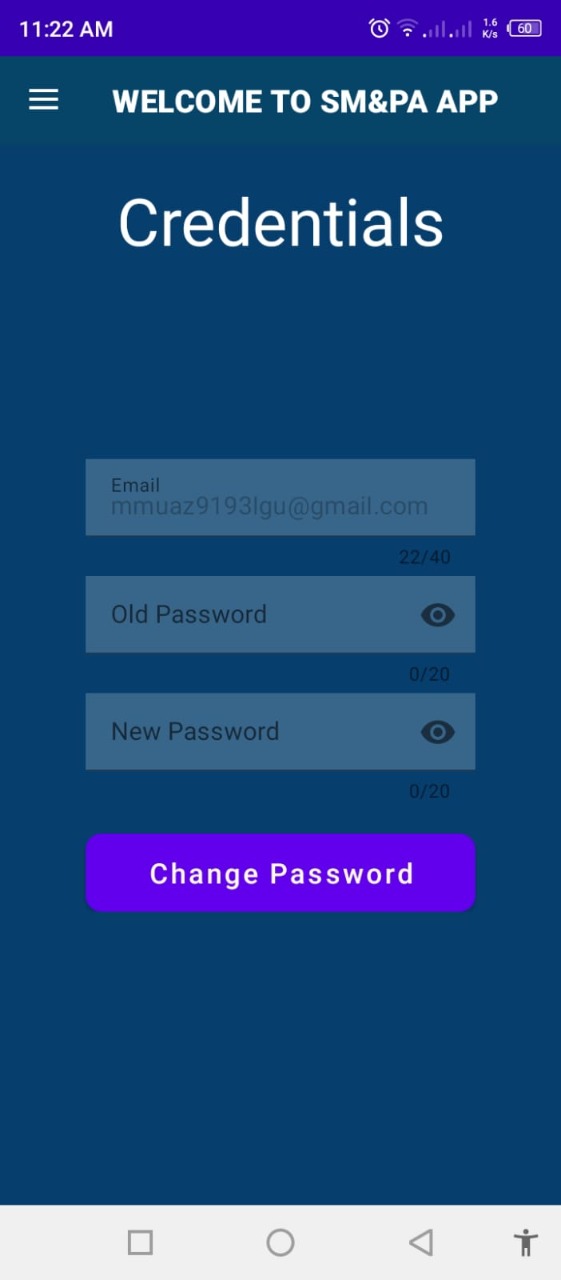 11:22 AM
1.6
K/s
60
WELCOME TO SM&PA APP
Credentials
Email
mmuaz9193lgu@gmail.com
22/40
Old Password
0/20
New Password
0/20
Change Password